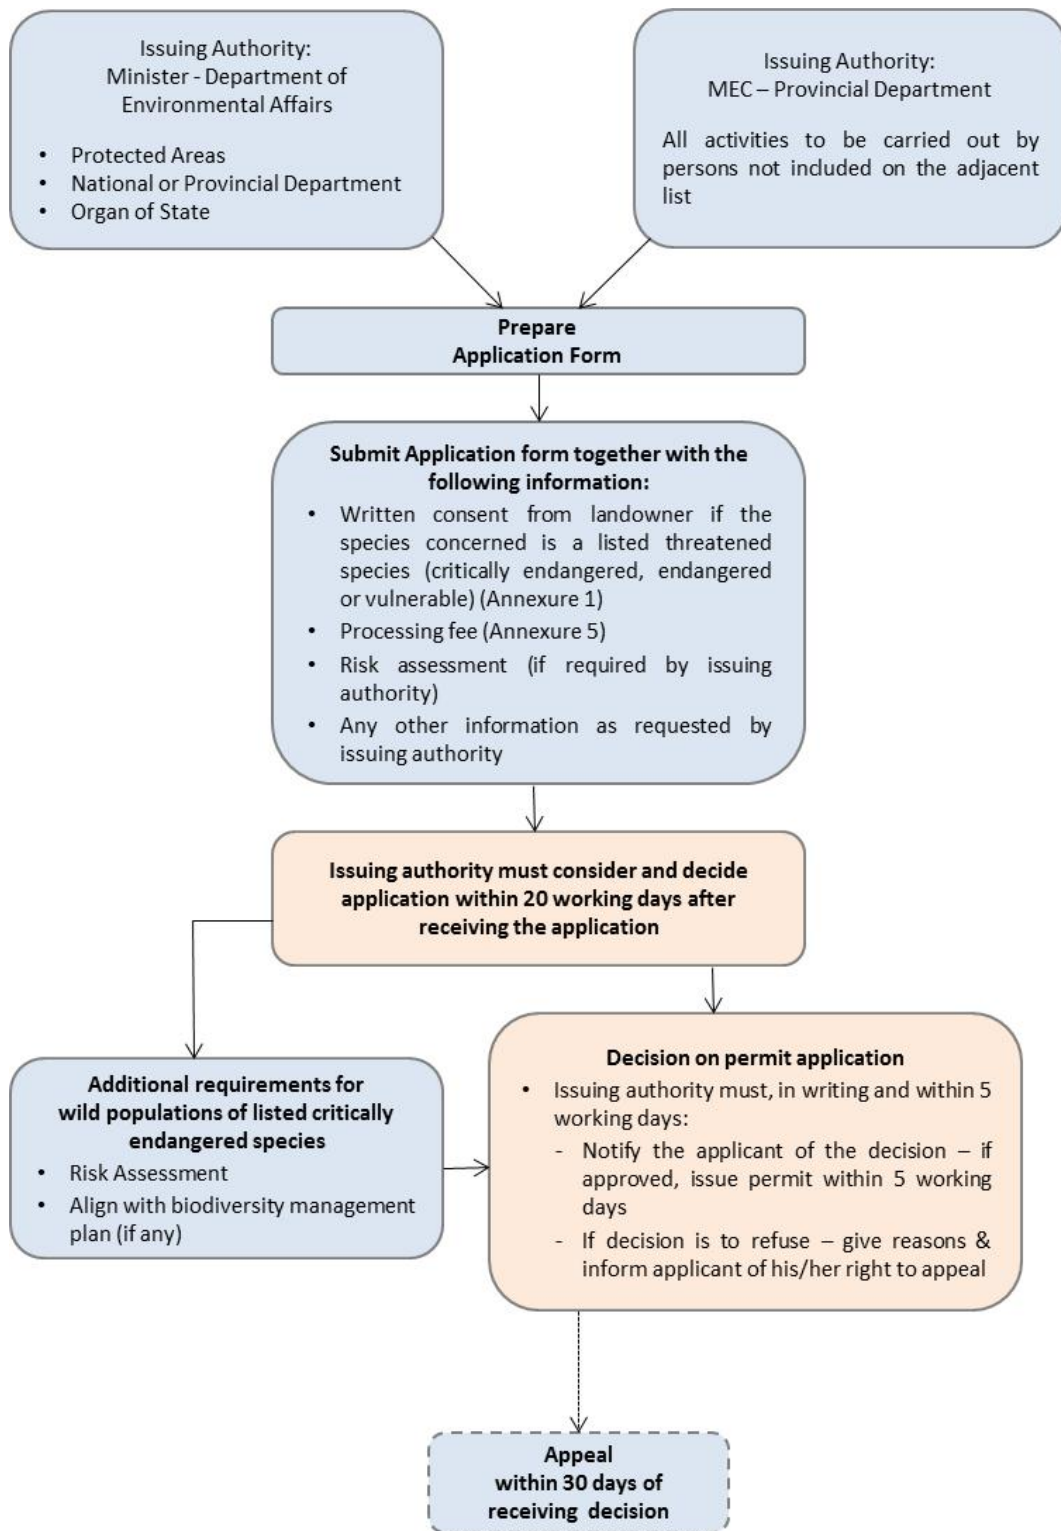 Issuing Authority:
Minister - Department of
Environmental Affairs
• Protected Areas
• National or Provincial Department
• Organ of State
Issuing Authority:
MEC – Provincial Department
All activities to be carried out by
persons not included on the adjacent
list
Prepare
Application Form
Submit Application form together with the
following information:
• Written consent from landowner if the
species concerned is a listed threatened
species (critically endangered, endangered
or vulnerable) (Annexure 1)
• Processing fee (Annexure 5)
• Risk assessment (if required by issuing
authority)
• Any other information as requested by
issuing authority
Issuing authority must consider and decide
application within 20 working days after
receiving the application
Additional requirements for
wild populations of listed critically
endangered species
• Risk Assessment
• Align with biodiversity management
plan (if any)
Decision on permit application
• Issuing authority must, in writing and within 5
working days:
- Notify the applicant of the decision – if
approved, issue permit within 5 working
days
- If decision is to refuse – give reasons &
inform applicant of his/her right to appeal
Appeal
within 30 days of
receiving decision